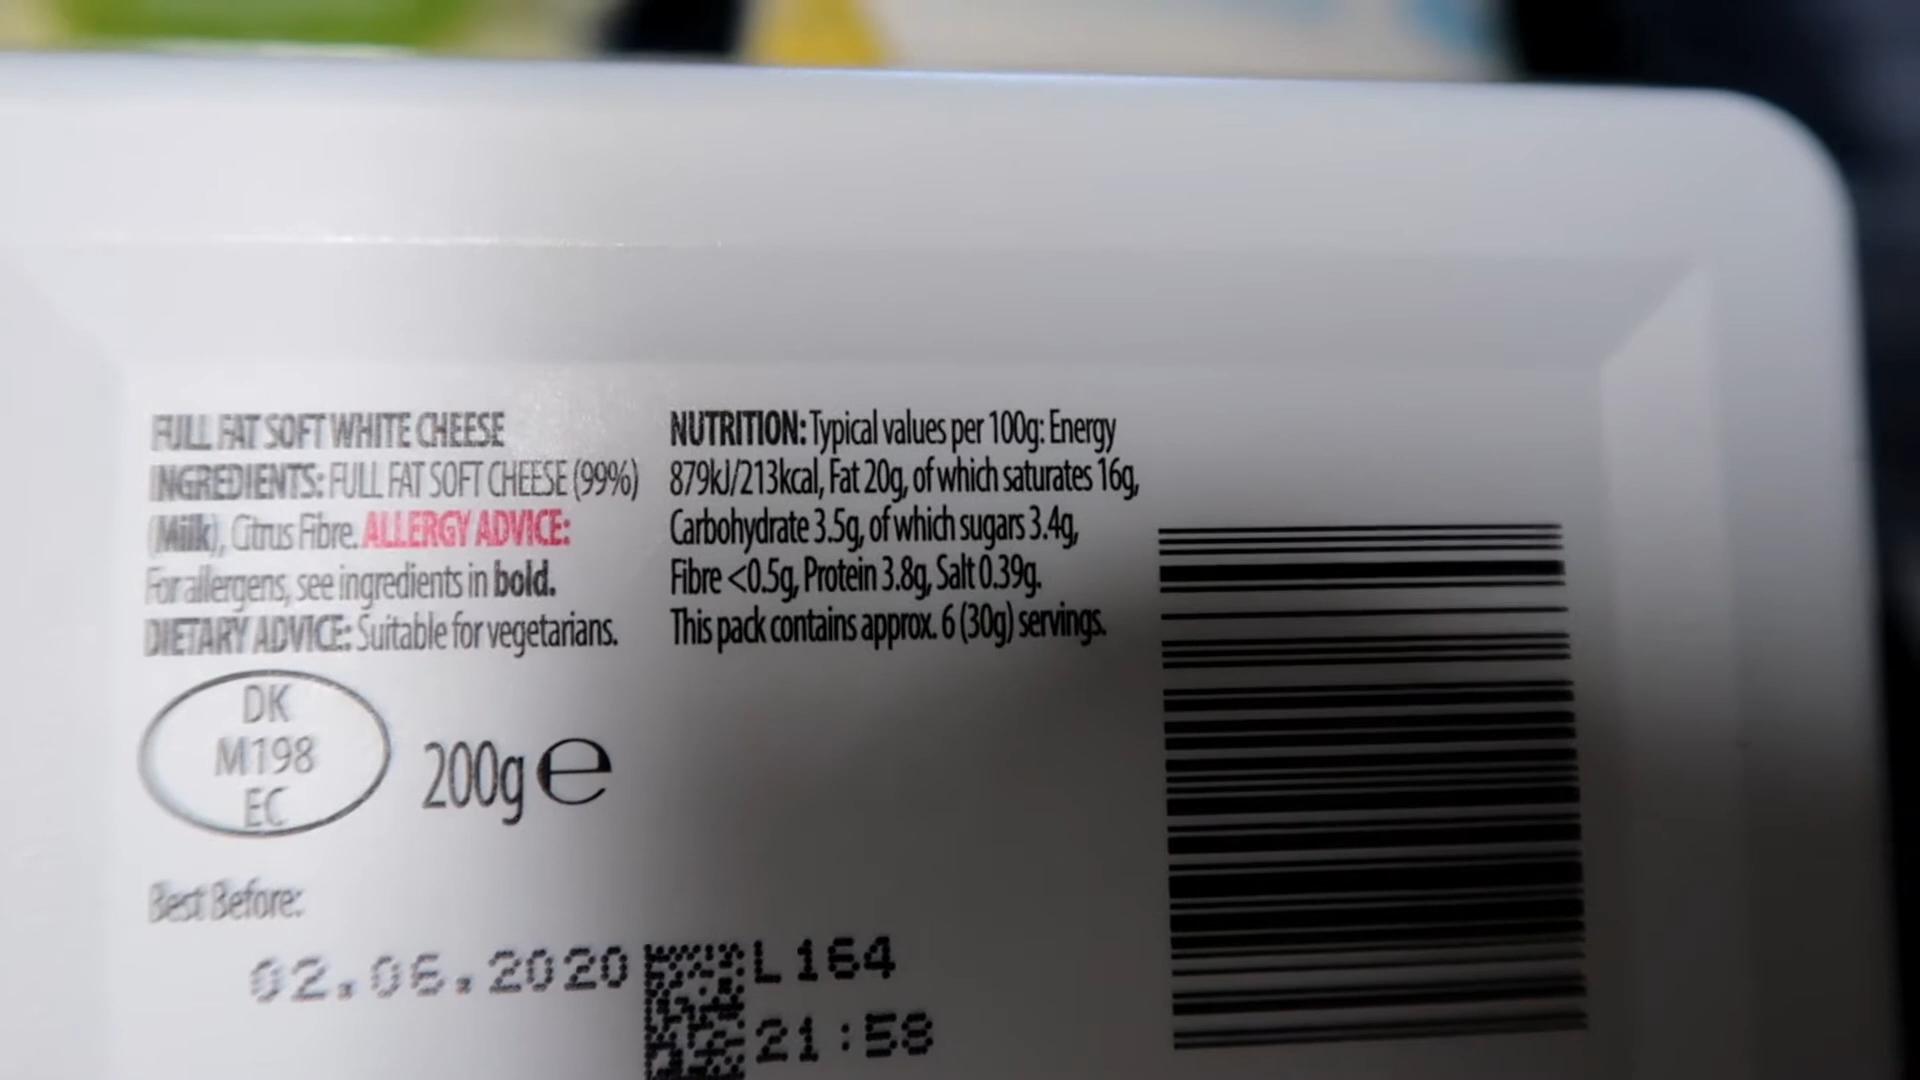 FULL FAT SOFT WHITE CHEESE
INGREDIENTS: FULL FAT SOFT CHEESE (99%)
(Milk), Citrus Fibre. ALLERGY ADVICE:
For allergens, see ingredients in bold.
DIETARY ADVICE: Suitable for vegetarians.
NUTRITION: Typical values per 100g: Energy
879kJ/213kcal, Fat 20g, of which saturates 16g,
Carbohydrate 3.5g, of which sugars 3.4g,
Fibre <0.5g, Protein 3.8g, Salt 0.39g.
This pack contains approx. 6 (30g) servings.
DK
M198
EC
200g e
Best Before:
02.06.2020 L164
21:58